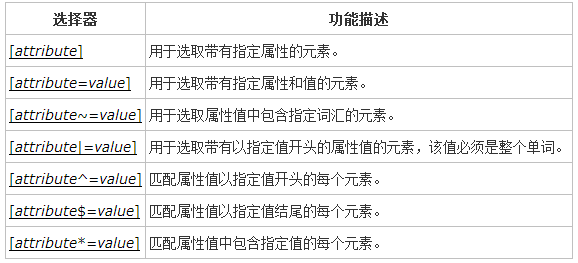 选择器 功能描述
[attribute] 用于选取带有指定属性的元素。
[attribute=value] 用于选取带有指定属性和值的元素。
[attribute~=value] 用于选取属性值中包含指定词汇的元素。
[attribute|=value] 用于选取带有以指定值开头的属性值的元素，该值必须是整个单词。
[attribute^=value] 匹配属性值以指定值开头的每个元素。
[attribute$=value] 匹配属性值以指定值结尾的每个元素。
[attribute*=value] 匹配属性值中包含指定值的每个元素。